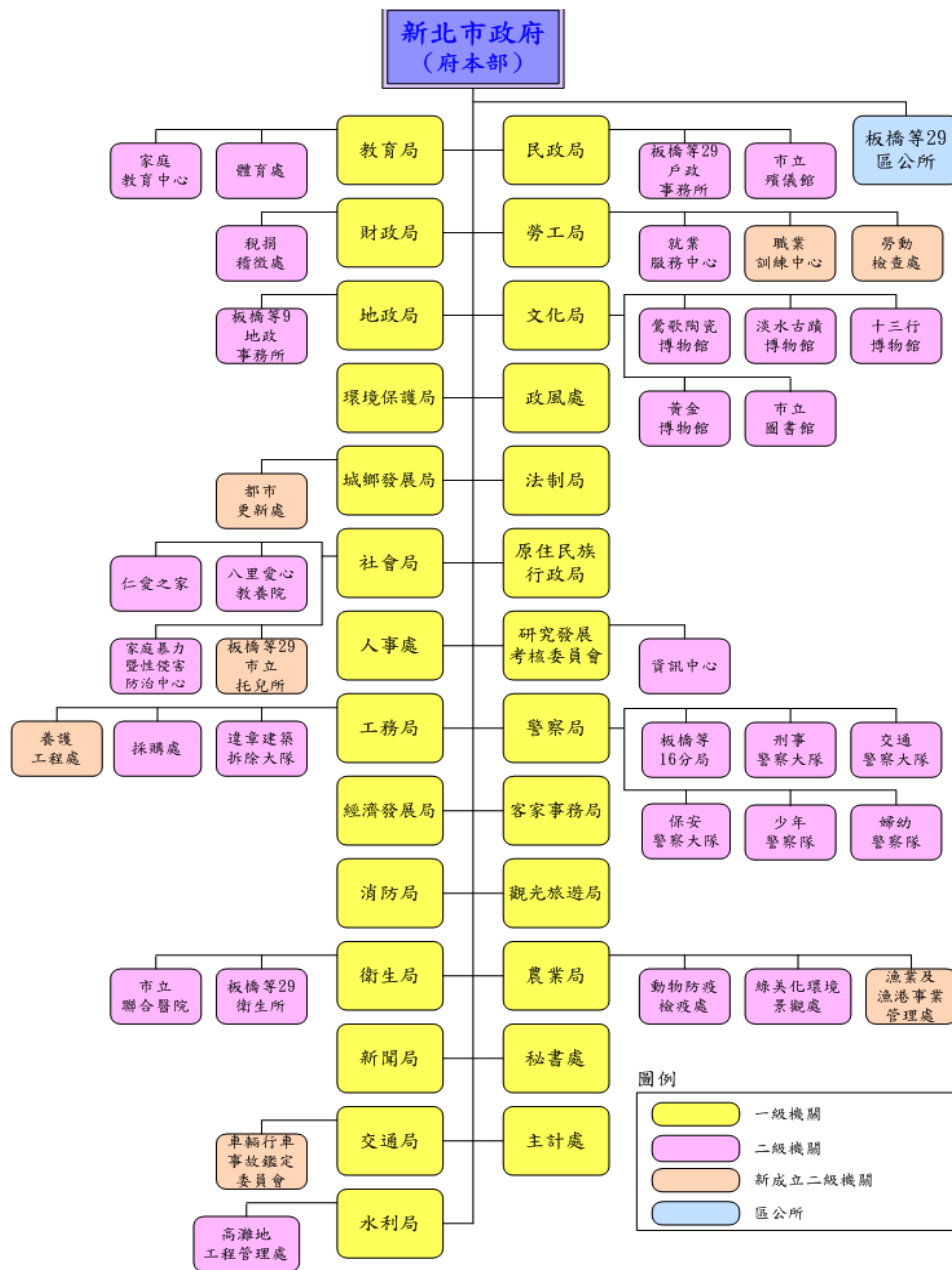 新北市政府
(府本部)
板橋等29
區公所
教育局
家庭
教育中心
體育處
民政局
板橋等29
戶政
事務所
市立
殯儀館
財政局
稅捐
稽徵處
勞工局
就業
服務中心
職業
訓練中心
勞動
檢查處
地政局
板橋等9
地政
事務所
文化局
鶯歌陶瓷
博物館
淡水古蹟
博物館
十三行
博物館
黃金
博物館
市立
圖書館
環境保護局
政風處
城鄉發展局
都市
更新處
法制局
社會局
仁愛之家
八里愛心
教養院
家庭暴力
暨性侵害
防治中心
板橋等29
市立
托兒所
原住民族
行政局
人事處
研究發展
考核委員會
資訊中心
工務局
養護
工程處
採購處
違章建築
拆除大隊
警察局
板橋等
16分局
刑事
警察大隊
交通
警察大隊
保安
警察大隊
少年
警察隊
婦幼
警察隊
經濟發展局
客家事務局
消防局
觀光旅遊局
衛生局
市立
聯合醫院
板橋等29
衛生所
農業局
動物防疫
檢疫處
綠美化環境
景觀處
漁業及
漁港事業
管理處
新聞局
秘書處
交通局
車輛行車
事故鑑定
委員會
主計處
水利局
高灘地
工程管理處
圖例
一級機關
二級機關
新成立二級機關
區公所